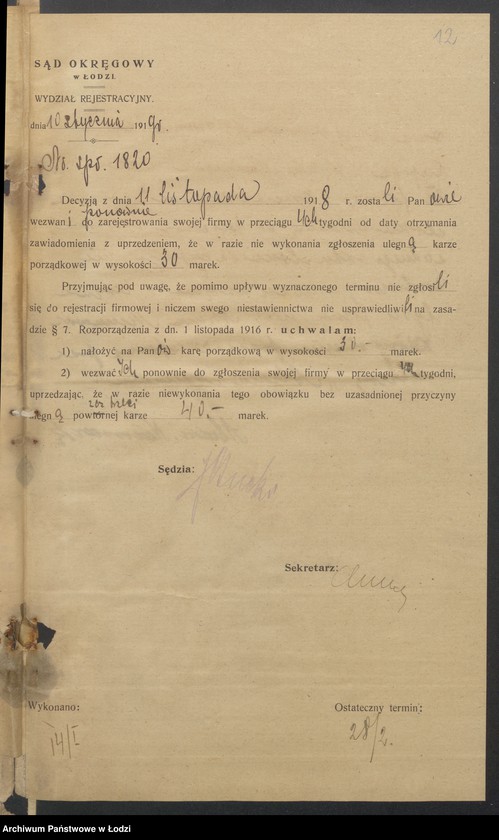 12
SĄD OKRĘGOWY
w ŁODZI.
WYDZIAŁ REJESTRACYJNY.
dnia 10 stycznia 1919r.
No. spr. 1820
Decyzją z dnia 11 listopada 1918 r. zostali Panowie
ponownie
wezwani do zarejestrowania swojej firmy w przeciągu 4ch tygodni od daty otrzymania
zawiadomienia z uprzedzeniem, że w razie nie wykonania zgłoszenia ulegną karze
porządkowej w wysokości 30 marek.
Przyjmując pod uwagę, że pomimo upływu wyznaczonego terminu nie zgłosili
się do rejestracji firmowej i niczem swego niestawiennictwa nie usprawiedliwili na zasa-
dzie § 7. Rozporządzenia z dn. 1 listopada 1916 r. uchwalam:
1) nałożyć na Panów karę porządkową w wysokości 30.- marek.
2) wezwać ich ponownie do zgłoszenia swojej firmy w przeciągu 4ch tygodni,
uprzedzając, że w razie niewykonania tego obowiązku bez uzasadnionej przyczyny
raz trzeci
ulegną powtórnej karze 40.- marek.
Sędzia:
Sekretarz:
Wykonano:
Ostateczny termin:
14/I
28/2.
Archiwum Państwowe w Łodzi